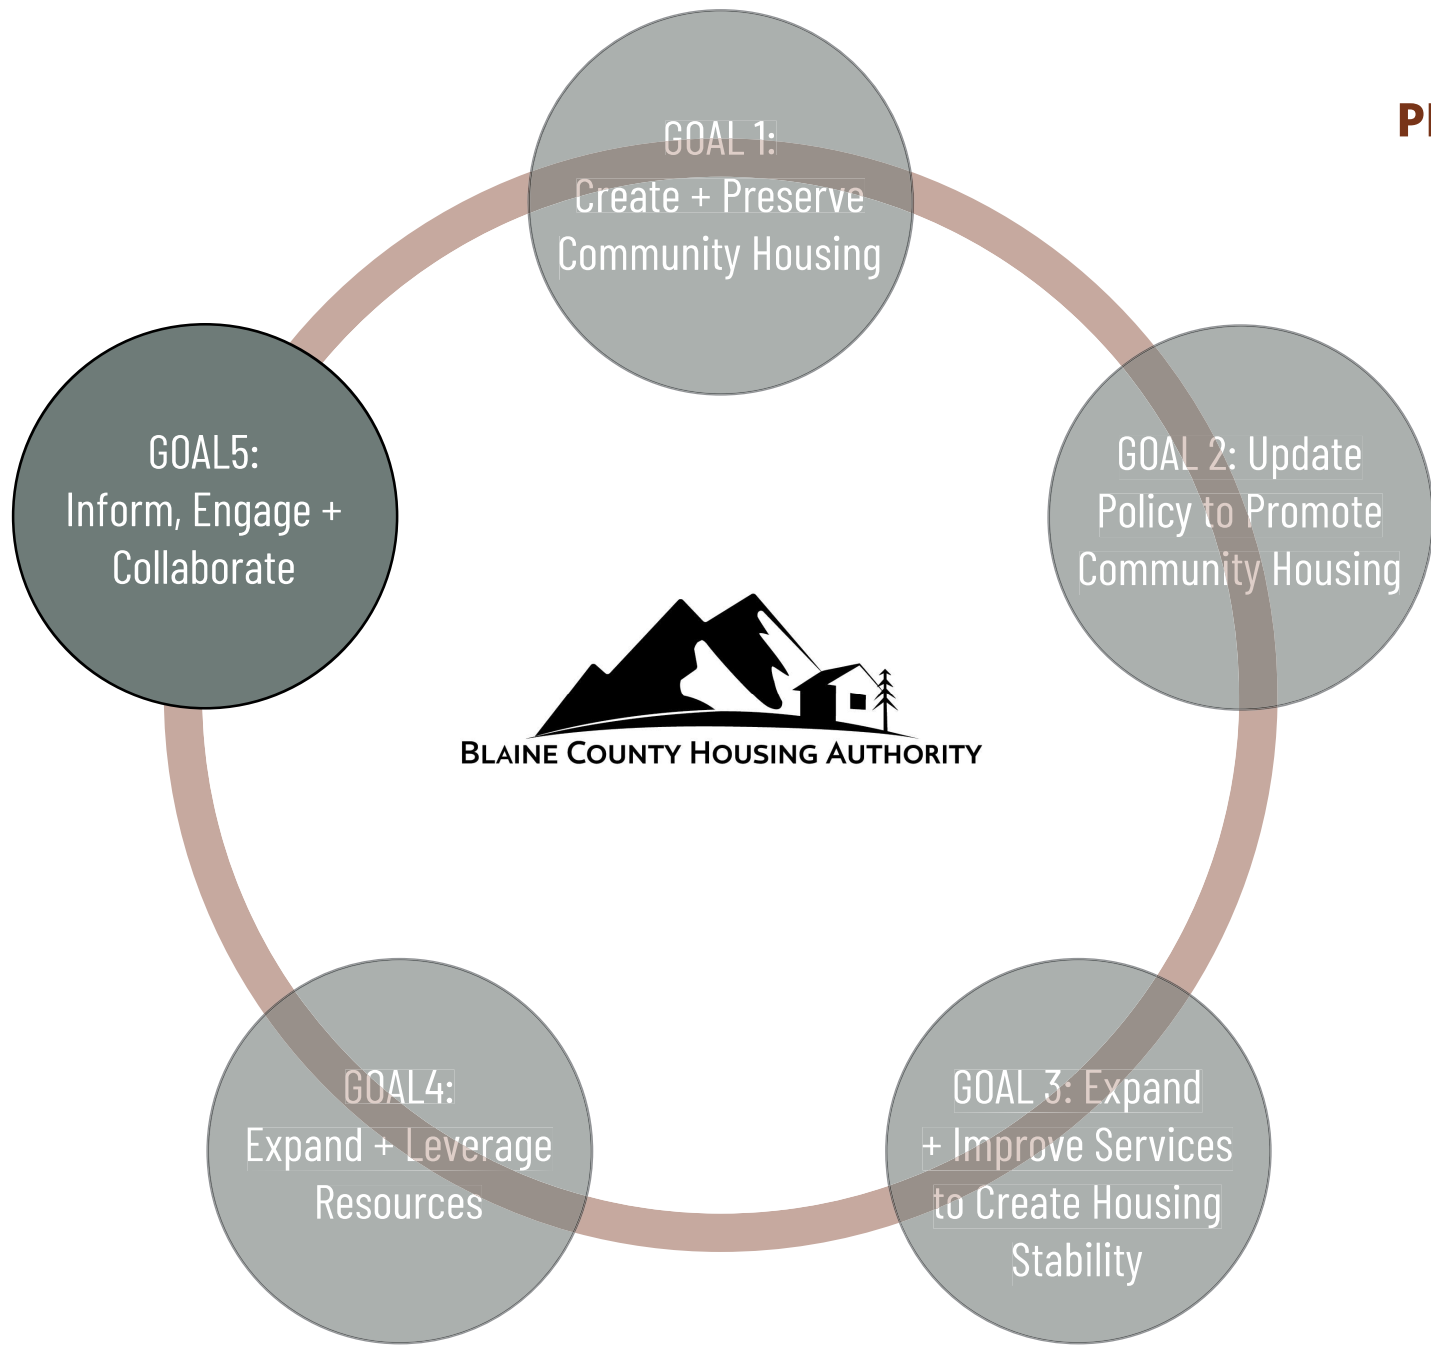 GOAL 1:
Create + Preserve
Community Housing
GOAL 2: Update
Policy to Promote
Community Housing
GOAL 3: Expand
+ Improve Services
to Create Housing
Stability
GOAL4:
Expand + Leverage
Resources
GOAL5:
Inform, Engage +
Collaborate
BLAINE COUNTY HOUSING AUTHORITY